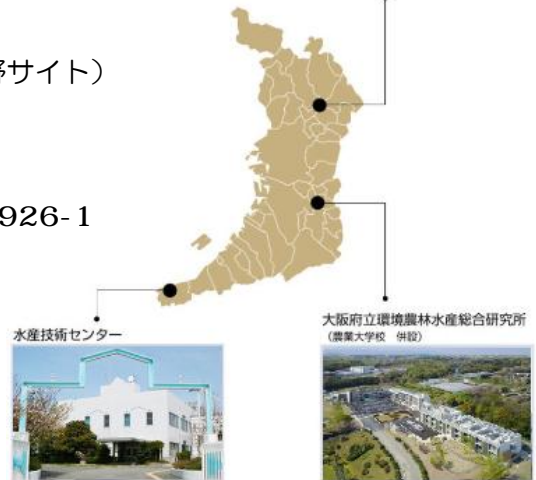 野サイト）
926-1
水産技術センター
大阪府立環境農林水産総合研究所
（農業大学校　併設）